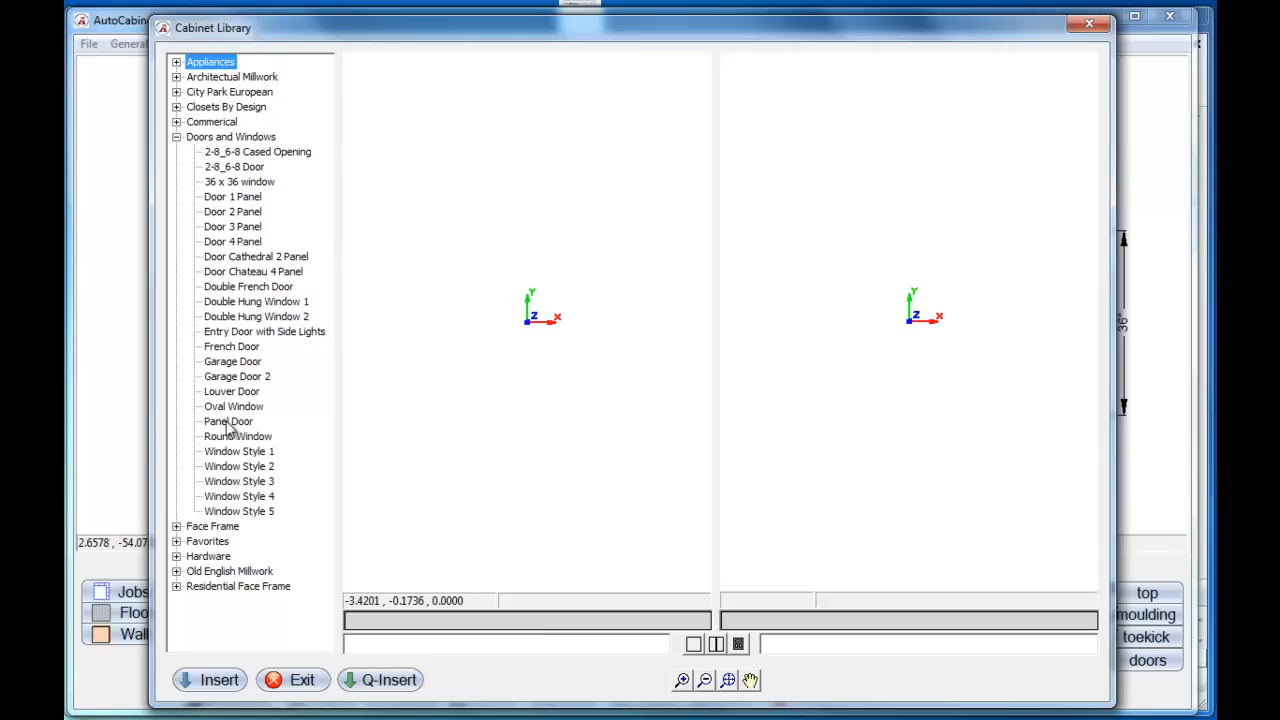 AutoCabine
Cabinet Library
File General
Appliances
Architectual Millwork
City Park European
Closets By Design
Commerical
Doors and Windows
2-8_6-8 Cased Opening
2-8_6-8 Door
36 x 36 window
Door 1 Panel
Door 2 Panel
Door 3 Panel
Door 4 Panel
Door Cathedral 2 Panel
Door Chateau 4 Panel
Double French Door
Double Hung Window 1
Double Hung Window 2
Entry Door with Side Lights
French Door
Garage Door
Garage Door 2
Louver Door
Oval Window
Panel Door
Round Window
Window Style 1
Window Style 2
Window Style 3
Window Style 4
Window Style 5
Face Frame
Favorites
Hardware
Old English Millwork
Residential Face Frame
Y
Z X
Y
Z X
36"
2.6578 , -54.07
-3.4201 , -0.1736 , 0.0000
Jobs
Floo
Wall
top
moulding
toekick
doors
Insert
Exit
Q-Insert